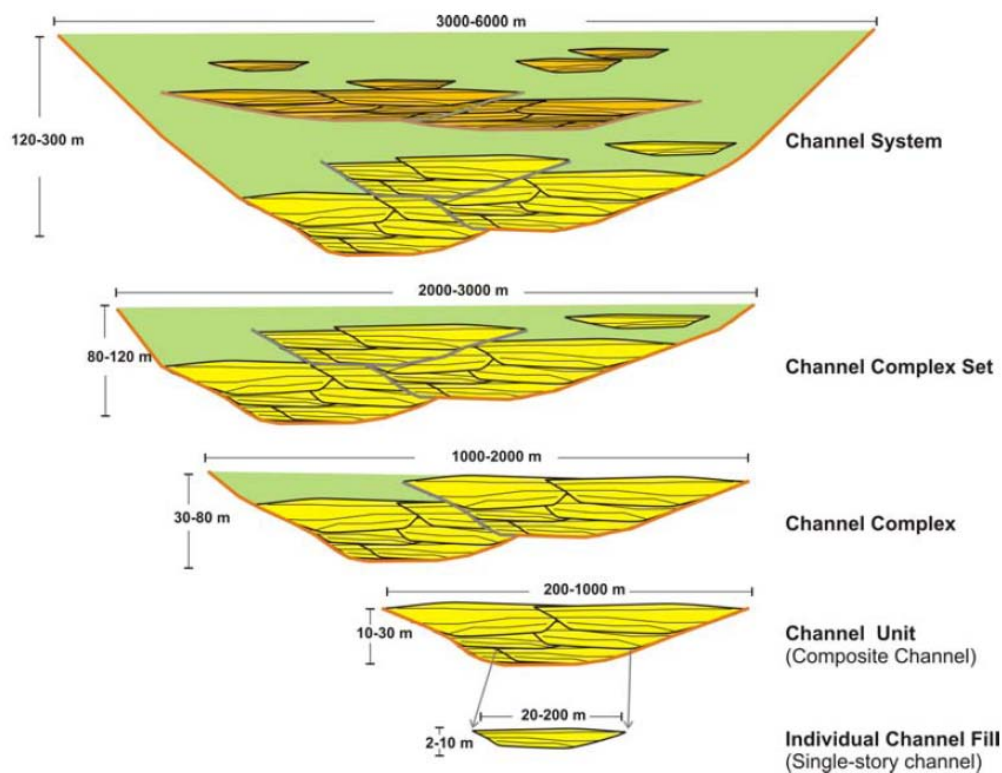 3000-6000 m
120-300 m
Channel System
2000-3000 m
80-120 m
Channel Complex Set
1000-2000 m
30-80 m
Channel Complex
200-1000 m
10-30 m
Channel Unit
(Composite Channel)
20-200 m
2-10 m
Individual Channel Fill
(Single-story channel)